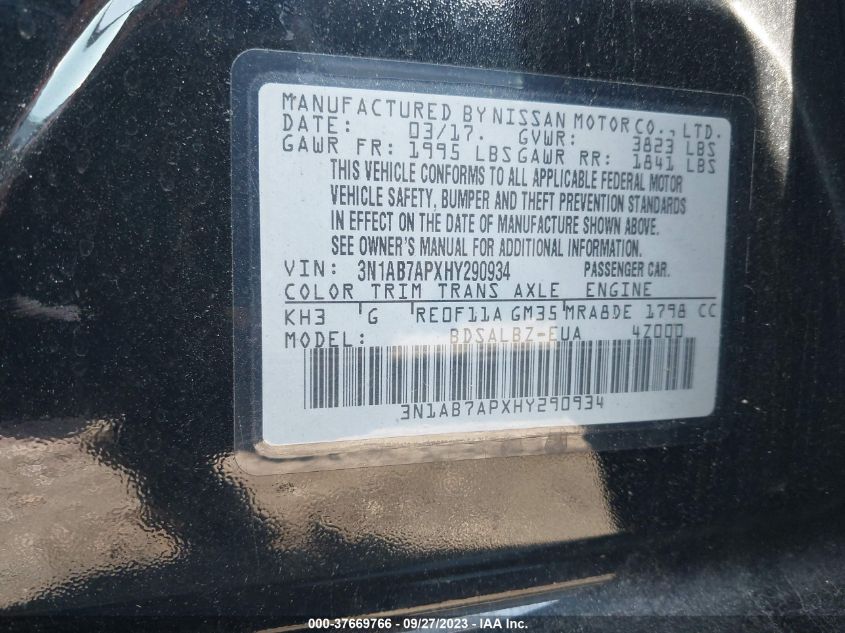 MANUFACTURED BY NISSAN MOTOR CO., LTD.
DATE: 03/17. GVWR: 3823 LBS
GAWR FR: 1995 LBS GAWR RR: 1841 LBS
THIS VEHICLE CONFORMS TO ALL APPLICABLE FEDERAL MOTOR
VEHICLE SAFETY, BUMPER AND THEFT PREVENTION STANDARDS
IN EFFECT ON THE DATE OF MANUFACTURE SHOWN ABOVE.
SEE OWNER'S MANUAL FOR ADDITIONAL INFORMATION.
VIN: 3N1AB7APXHY290934 PASSENGER CAR.
COLOR TRIM TRANS AXLE ENGINE
KH3 G RE0F11A GM35 MRA8DE 1798 CC
MODEL: BDSALBZ-EUA 4Z000
3N1AB7APXHY290934
000-37669766 - 09/27/2023 - IAA Inc.